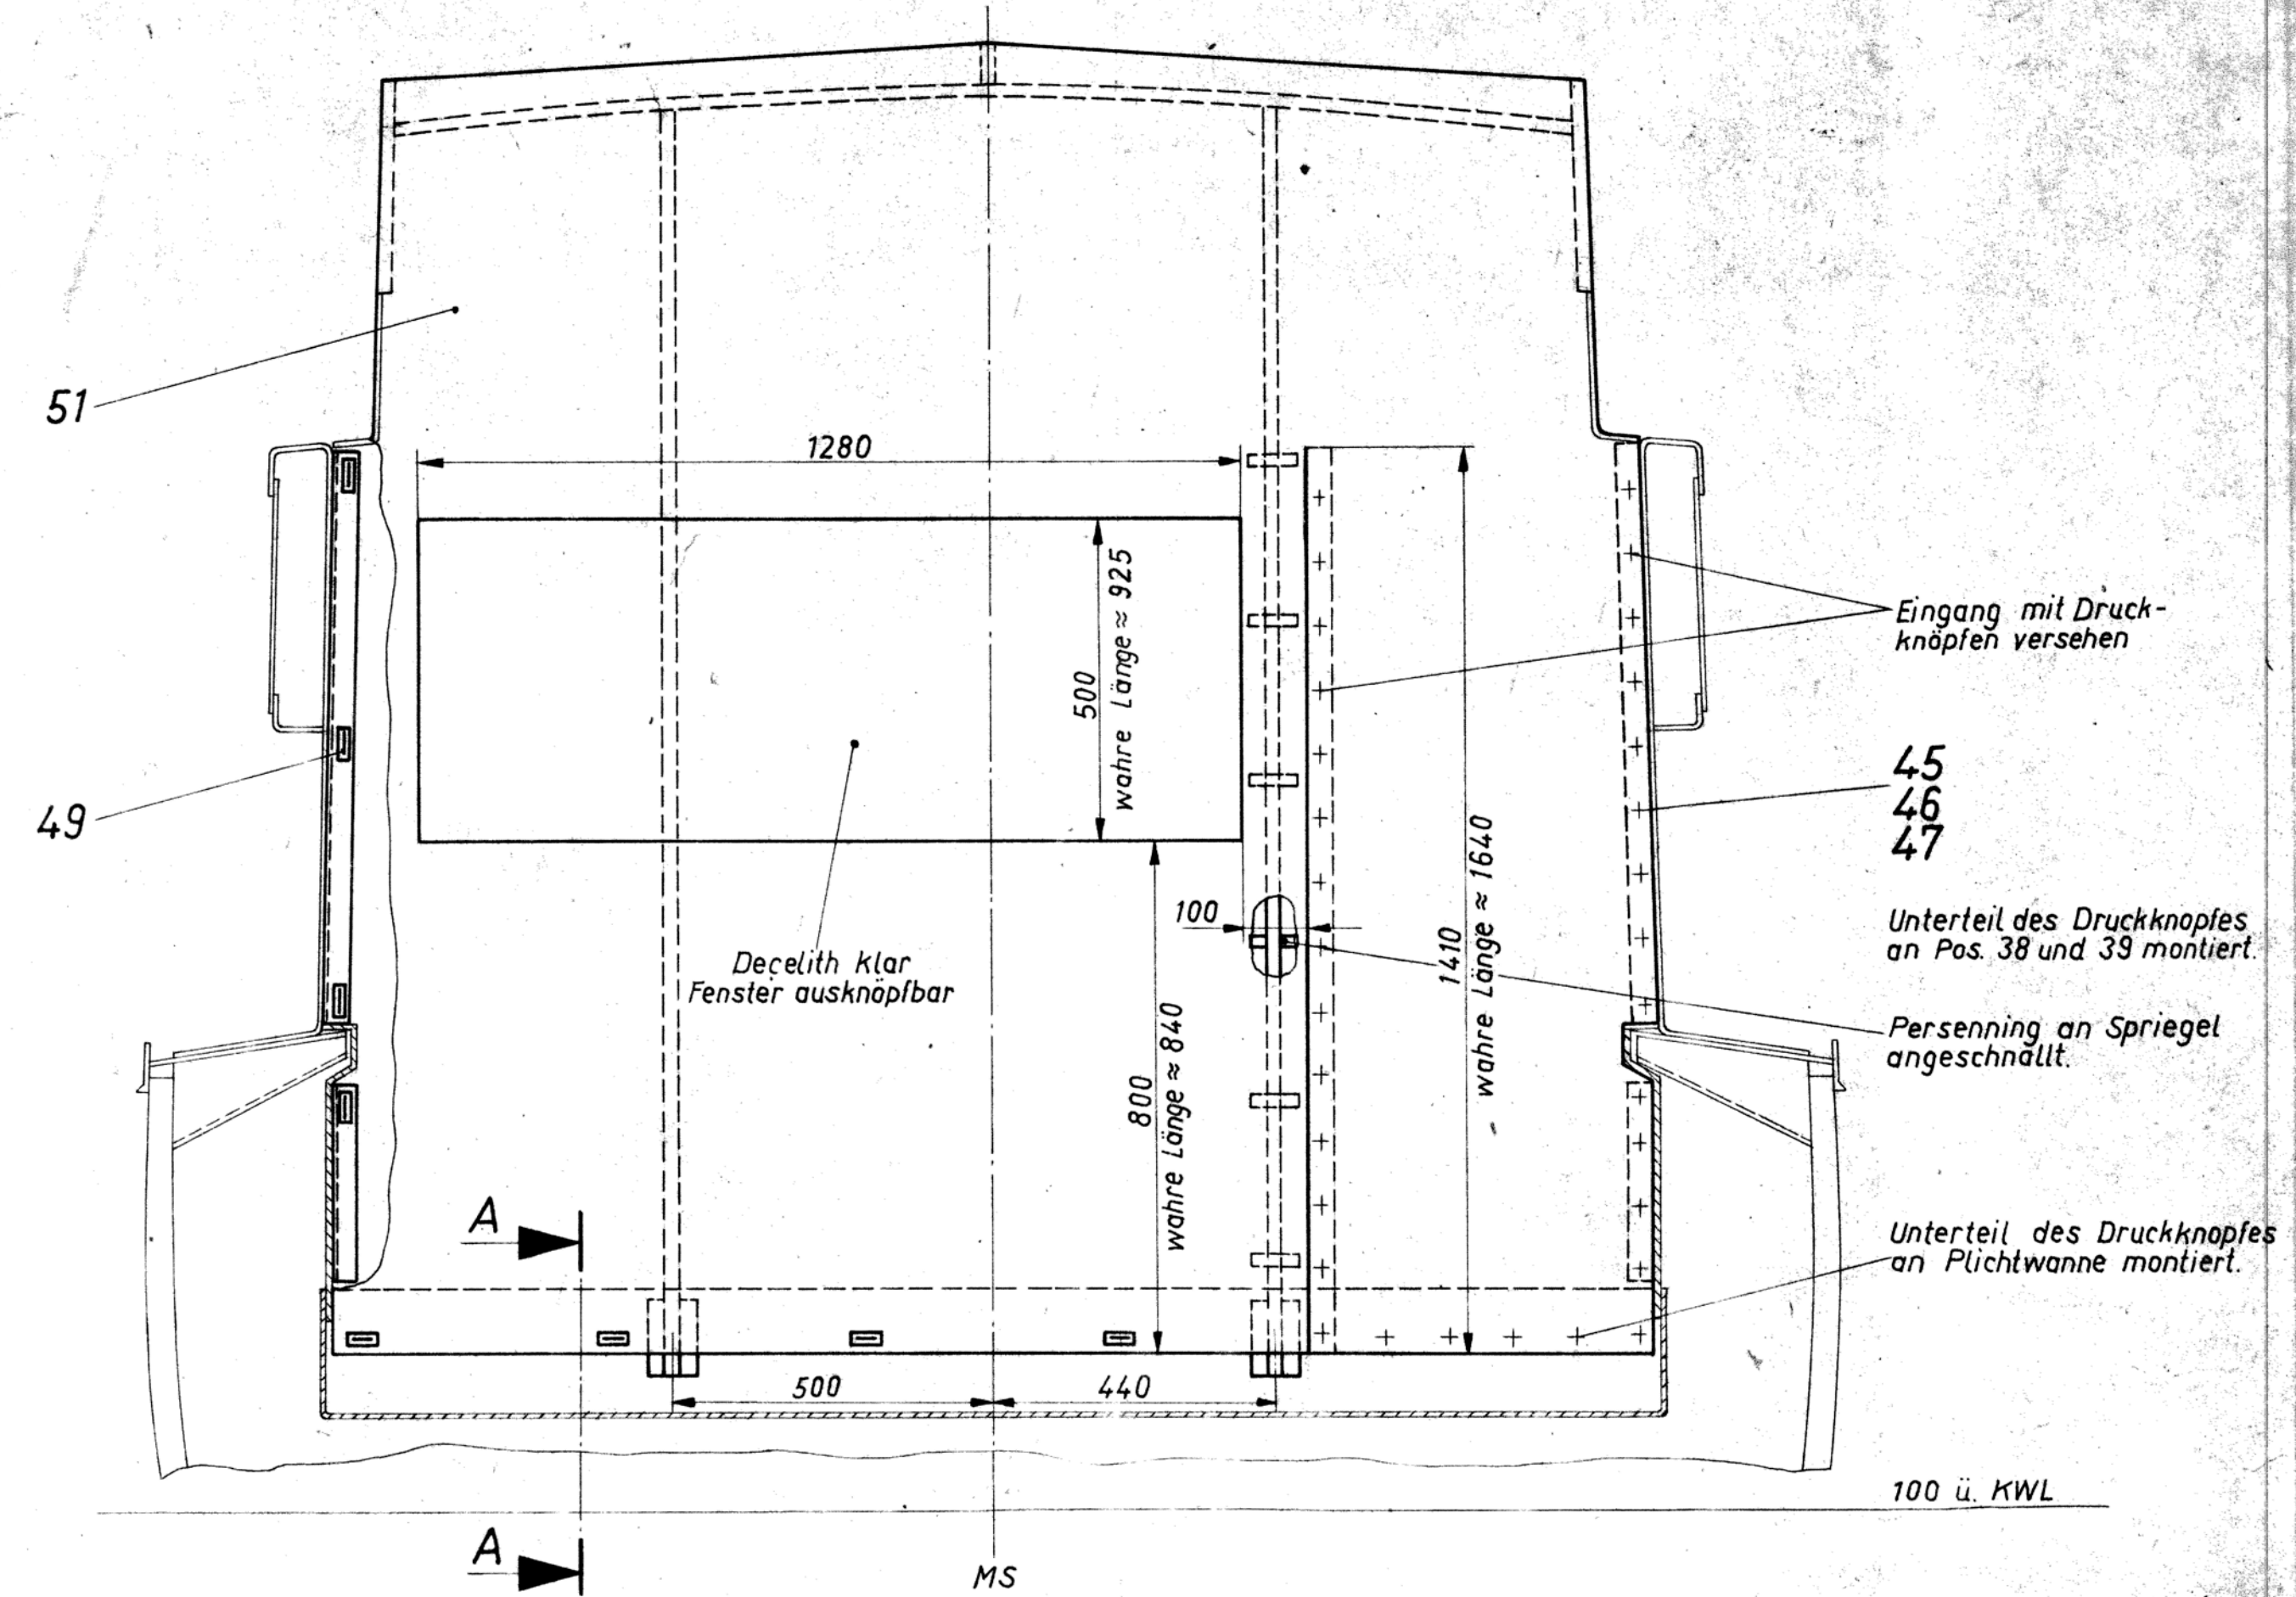 51
1280
500
wahre Länge ≈ 925
Eingang mit Druck-
knöpfen versehen
49
45
46
47
100
1410
wahre Länge ≈ 1640
Unterteil des Druckknopfes
an Pos. 38 und 39 montiert.
Decelith klar
Fenster ausknöpfbar
800
wahre Länge ≈ 840
Persenning an Spriegel
angeschnallt.
A
Unterteil des Druckknopfes
an Plichtwanne montiert.
500
440
100 ü. KWL
A
MS